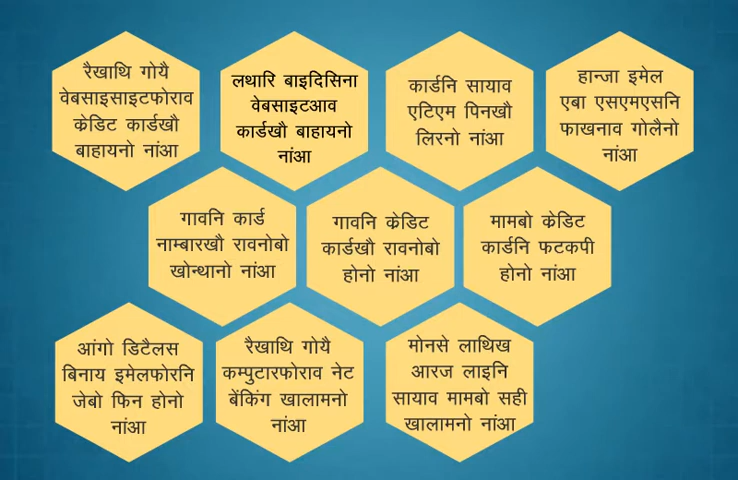 रैखाथि गोयै
वेबसाइसाइटफोराव
क्रेडिट कार्डखौ
बाहायनो नांआ
लथारि बाइदिसिना
वेबसाइटआव
कार्डखौ बाहायनो
नांआ
कार्डनि सायाव
एटिएम पिनखौ
लिरनो नांआ
हान्जा इमेल
एबा एसएमएसनि
फाखनाव गोलैनो
नांआ
गावनि कार्ड
नाम्बारखौ रावनोबो
खोन्थानो नांआ
गावनि क्रेडिट
कार्डखौ रावनोबो
होनो नांआ
मामबो क्रेडिट
कार्डनि फटकपी
होनो नांआ
आंगो डिटैलस
बिनाय इमेलफोरनि
जेबो फिन होनो
नांआ
रैखाथि गोयै
कम्पुटारफोराव नेट
बेंकिंग खालामनो
नांआ
मोनसे लाथिख
आरज लाइनि
सायाव मामबो सही
खालामनो नांआ